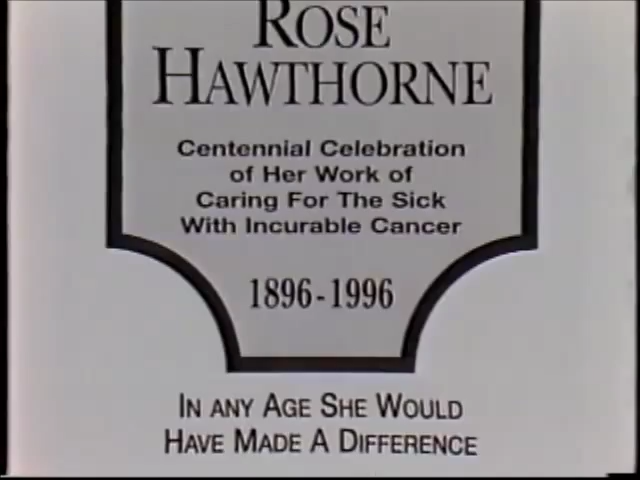 ROSE
HAWTHORNE
Centennial Celebration
of Her Work of
Caring For The Sick
With Incurable Cancer
1896-1996
IN ANY AGE SHE WOULD
HAVE MADE A DIFFERENCE